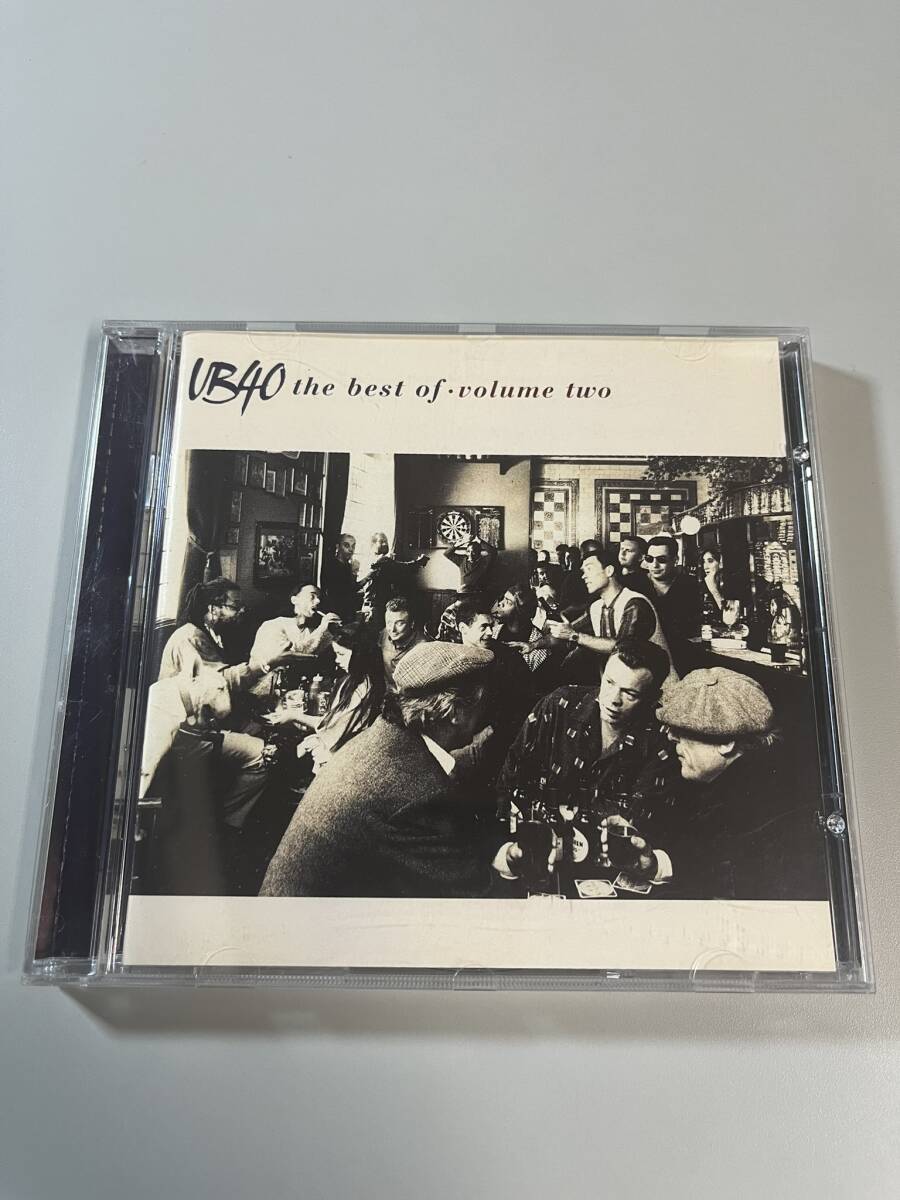 UB40 the best of · volume two